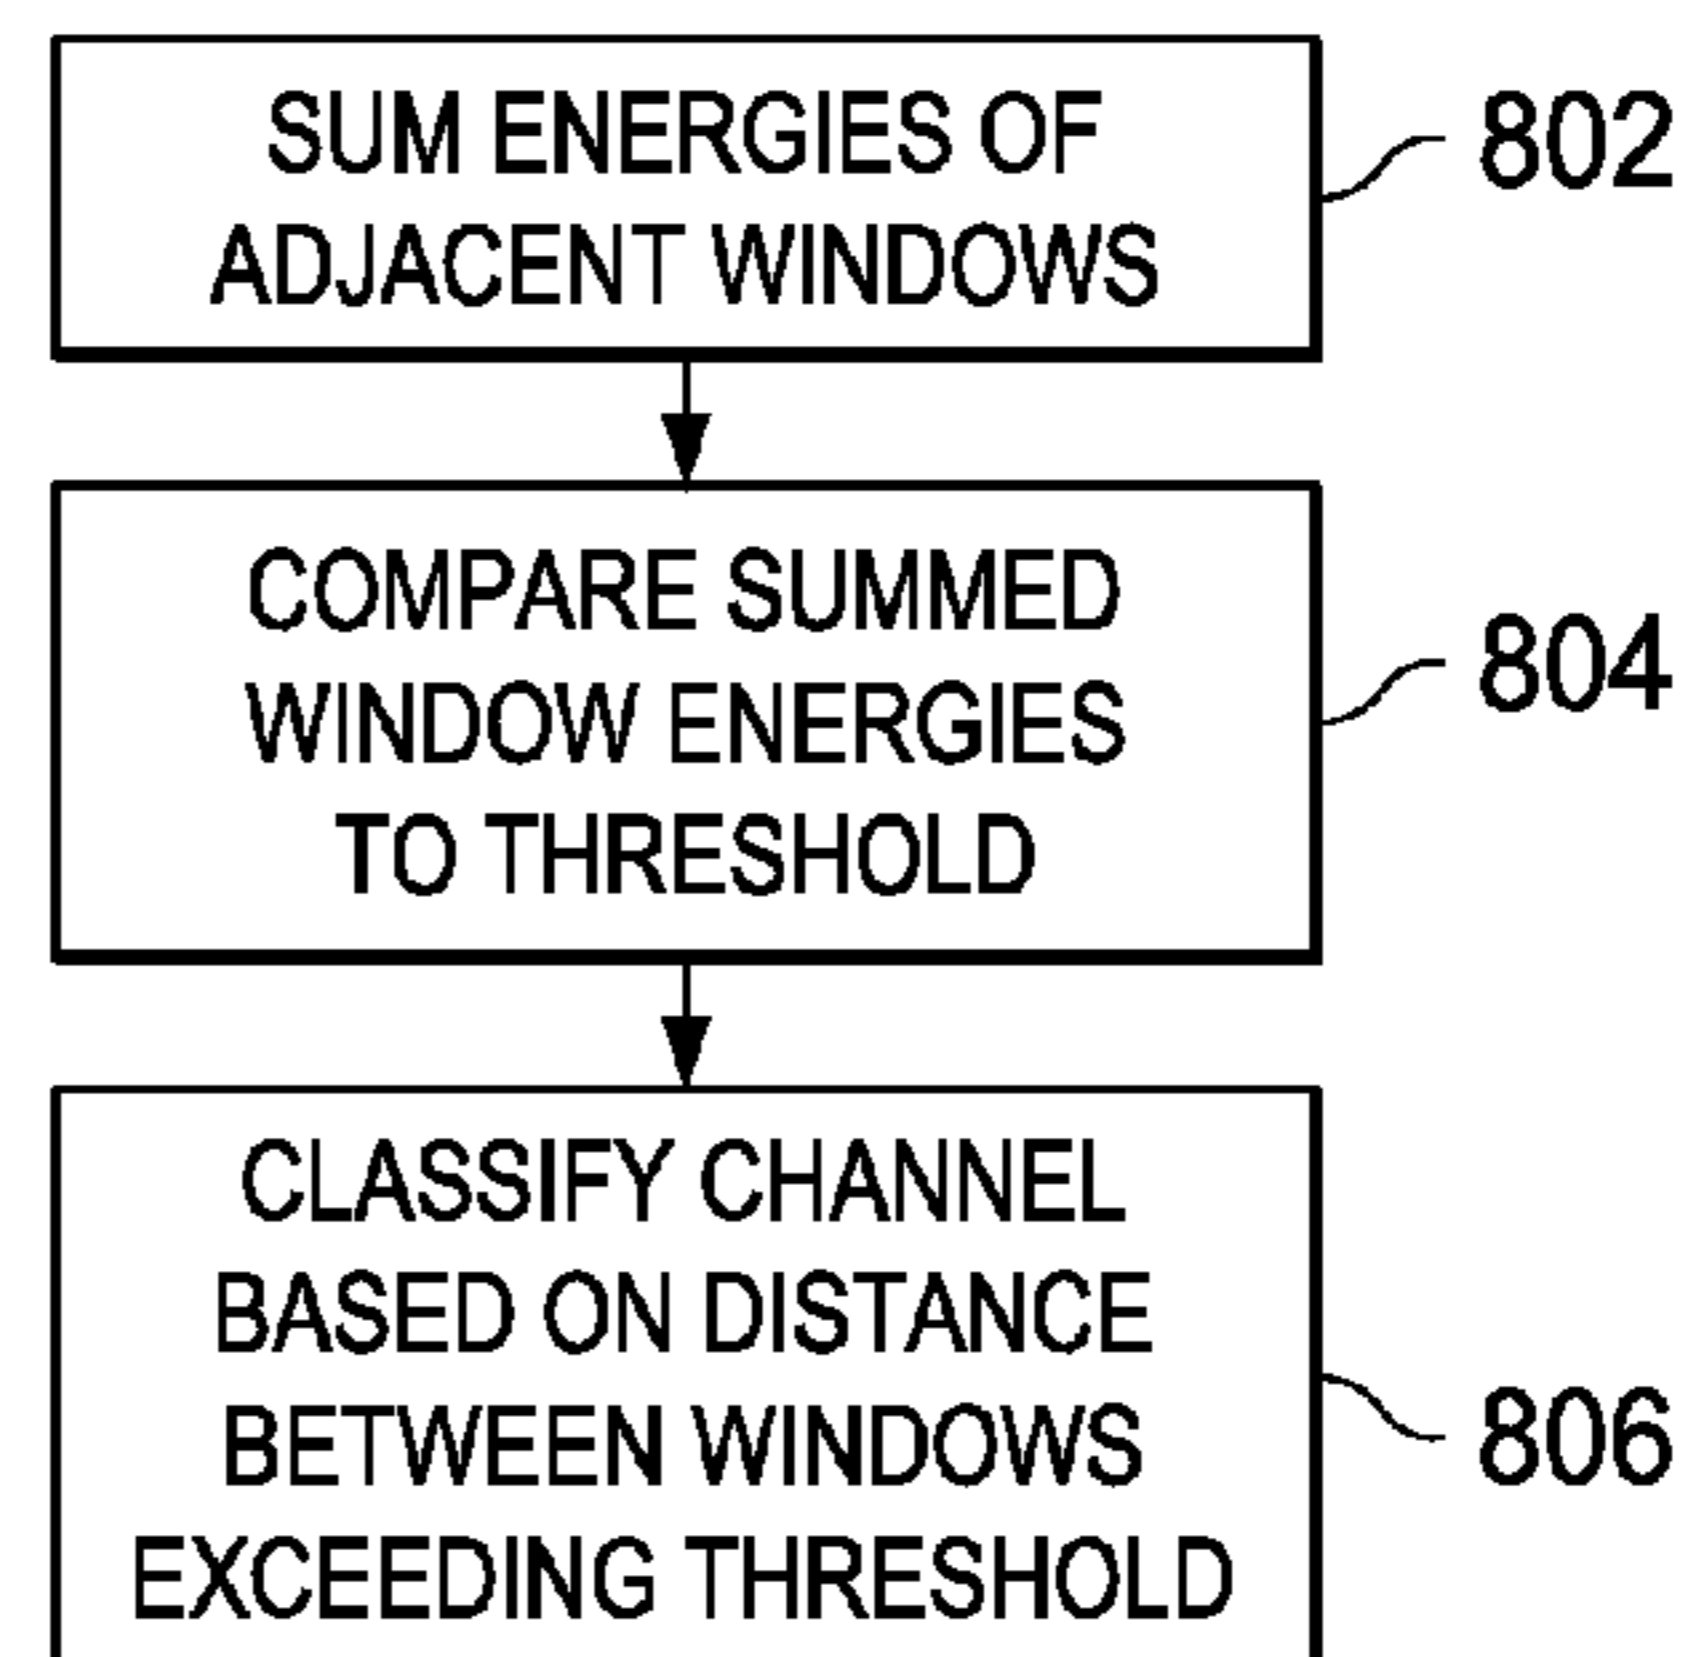 SUM ENERGIES OF
ADJACENT WINDOWS
802
COMPARE SUMMED
WINDOW ENERGIES
TO THRESHOLD
804
CLASSIFY CHANNEL
BASED ON DISTANCE
BETWEEN WINDOWS
EXCEEDING THRESHOLD
806